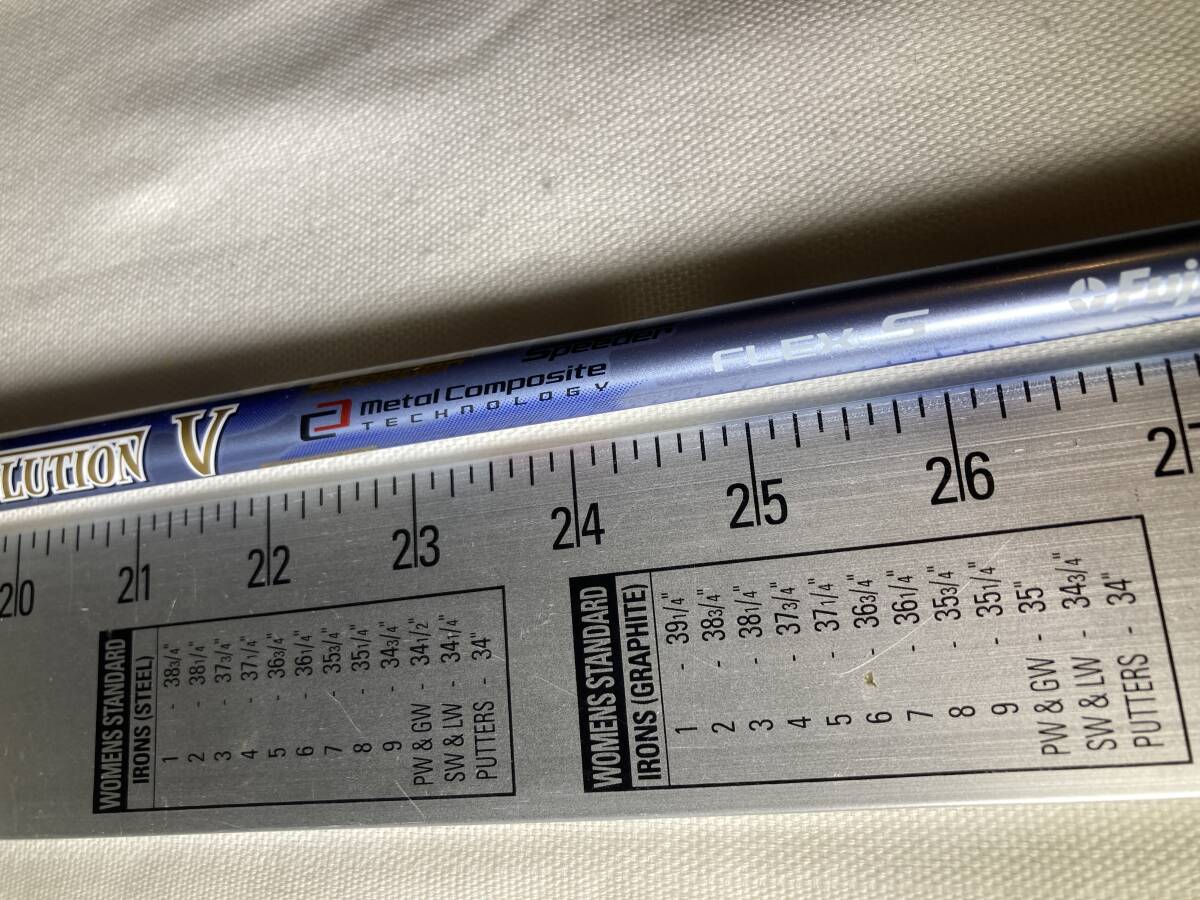 LUTION V
Metal Composite
TECHNOLOGY
Speeder
FLEX-S
Fuj
20 21 22 23 24 25 26 2
WOMENS STANDARD
IRONS (STEEL)
1 - 38 3/4"
2 - 38 1/4"
3 - 37 3/4"
4 - 37 1/4"
5 - 36 3/4"
6 - 36 1/4"
7 - 35 3/4"
8 - 35 1/4"
9 - 34 3/4"
PW & GW - 34 1/2"
SW & LW - 34 1/4"
PUTTERS - 34"
WOMENS STANDARD
IRONS (GRAPHITE)
1 - 39 1/4"
2 - 38 3/4"
3 - 38 1/4"
4 - 37 3/4"
5 - 37 1/4"
6 - 36 3/4"
7 - 36 1/4"
8 - 35 3/4"
9 - 35 1/4"
PW & GW - 35"
SW & LW - 34 3/4"
PUTTERS - 34"